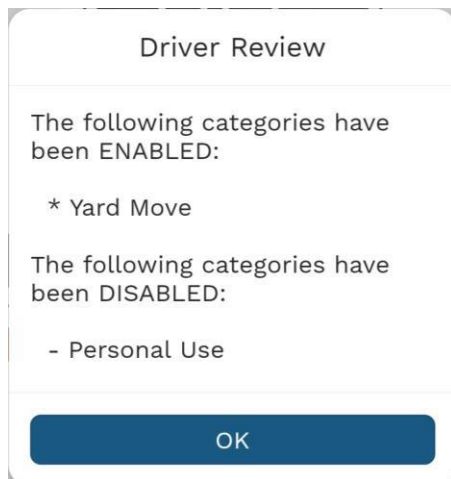 Driver Review
The following categories have
been ENABLED:
* Yard Move
The following categories have
been DISABLED:
- Personal Use
OK